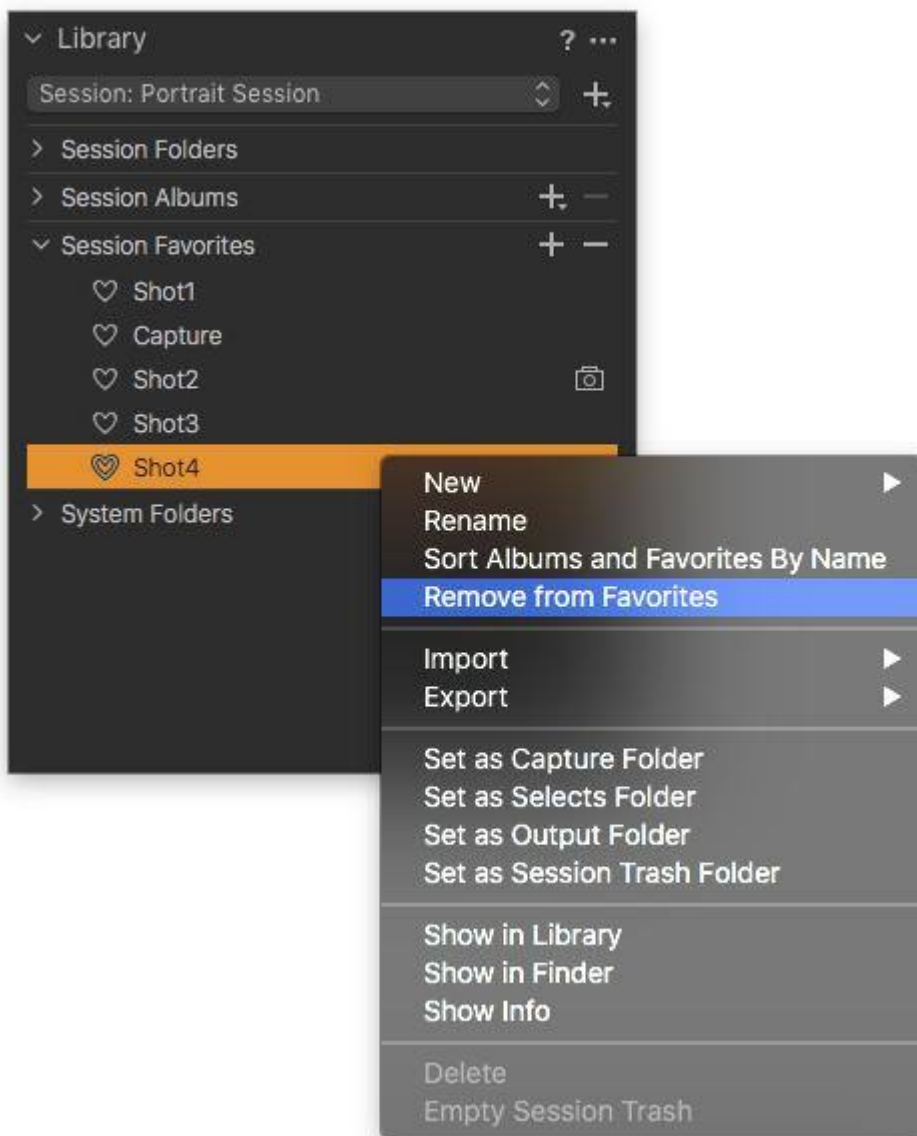 Library ? ...
Session: Portrait Session
Session Folders
Session Albums
Session Favorites
Shot1
Capture
Shot2
Shot3
Shot4
System Folders
New
Rename
Sort Albums and Favorites By Name
Remove from Favorites
Import
Export
Set as Capture Folder
Set as Selects Folder
Set as Output Folder
Set as Session Trash Folder
Show in Library
Show in Finder
Show Info
Delete
Empty Session Trash